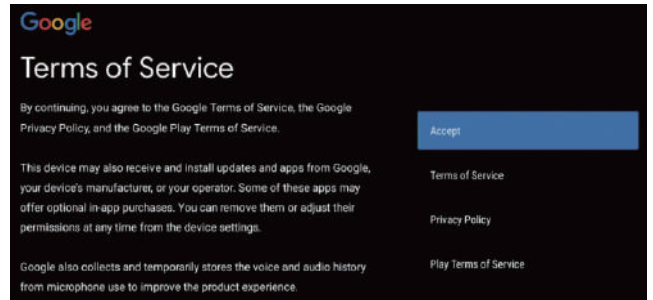 Google
Terms of Service
By continuing, you agree to the Google Terms of Service, the Google
Privacy Policy, and the Google Play Terms of Service.
This device may also receive and install updates and apps from Google,
your device's manufacturer, or your operator. Some of these apps may
offer optional in-app purchases. You can remove them or adjust their
permissions at any time from the device settings.
Google also collects and temporarily stores the voice and audio history
from microphone use to improve the product experience.
Accept
Terms of Service
Privacy Policy
Play Terms of Service